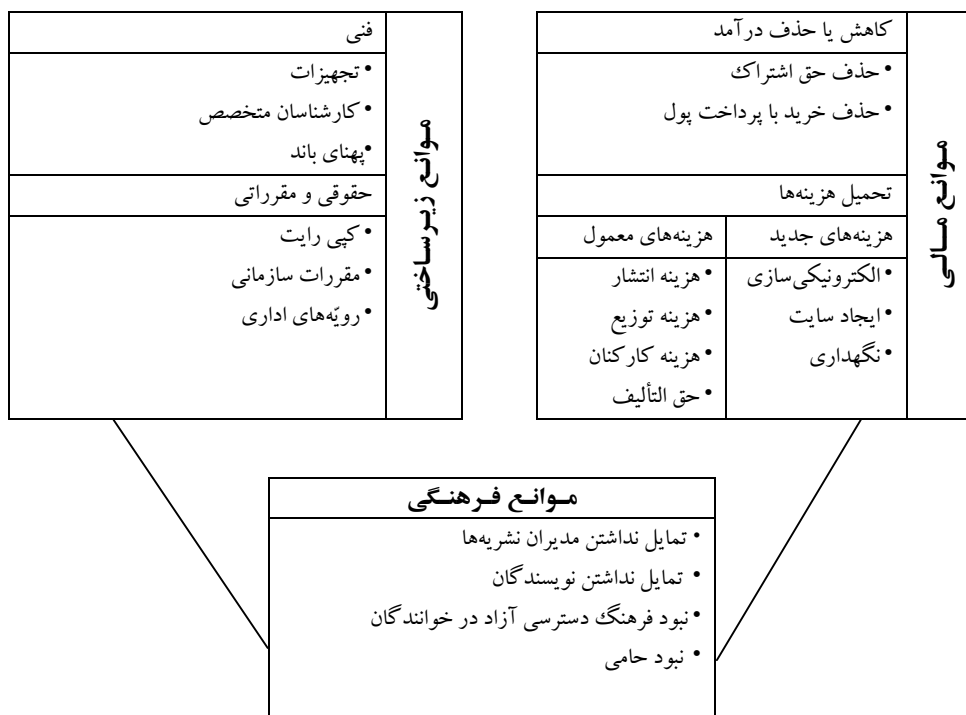 موانع مالی
کاهش یا حذف درآمد
• حذف حق اشتراک
• حذف خرید با پرداخت پول
تحمیل هزینه‌ها
هزینه‌های جدید
• الکترونیکی‌سازی
• ایجاد سایت
• نگهداری
هزینه‌های معمول
• هزینه انتشار
• هزینه توزیع
• هزینه کارکنان
• حق التألیف
موانع زیرساختی
فنی
• تجهیزات
• کارشناسان متخصص
• پهنای باند
حقوقی و مقرراتی
• کپی رایت
• مقررات سازمانی
• رویّه‌های اداری
موانع فرهنگی
• تمایل نداشتن مدیران نشریه‌ها
• تمایل نداشتن نویسندگان
• نبود فرهنگ دسترسی آزاد در خوانندگان
• نبود حامی